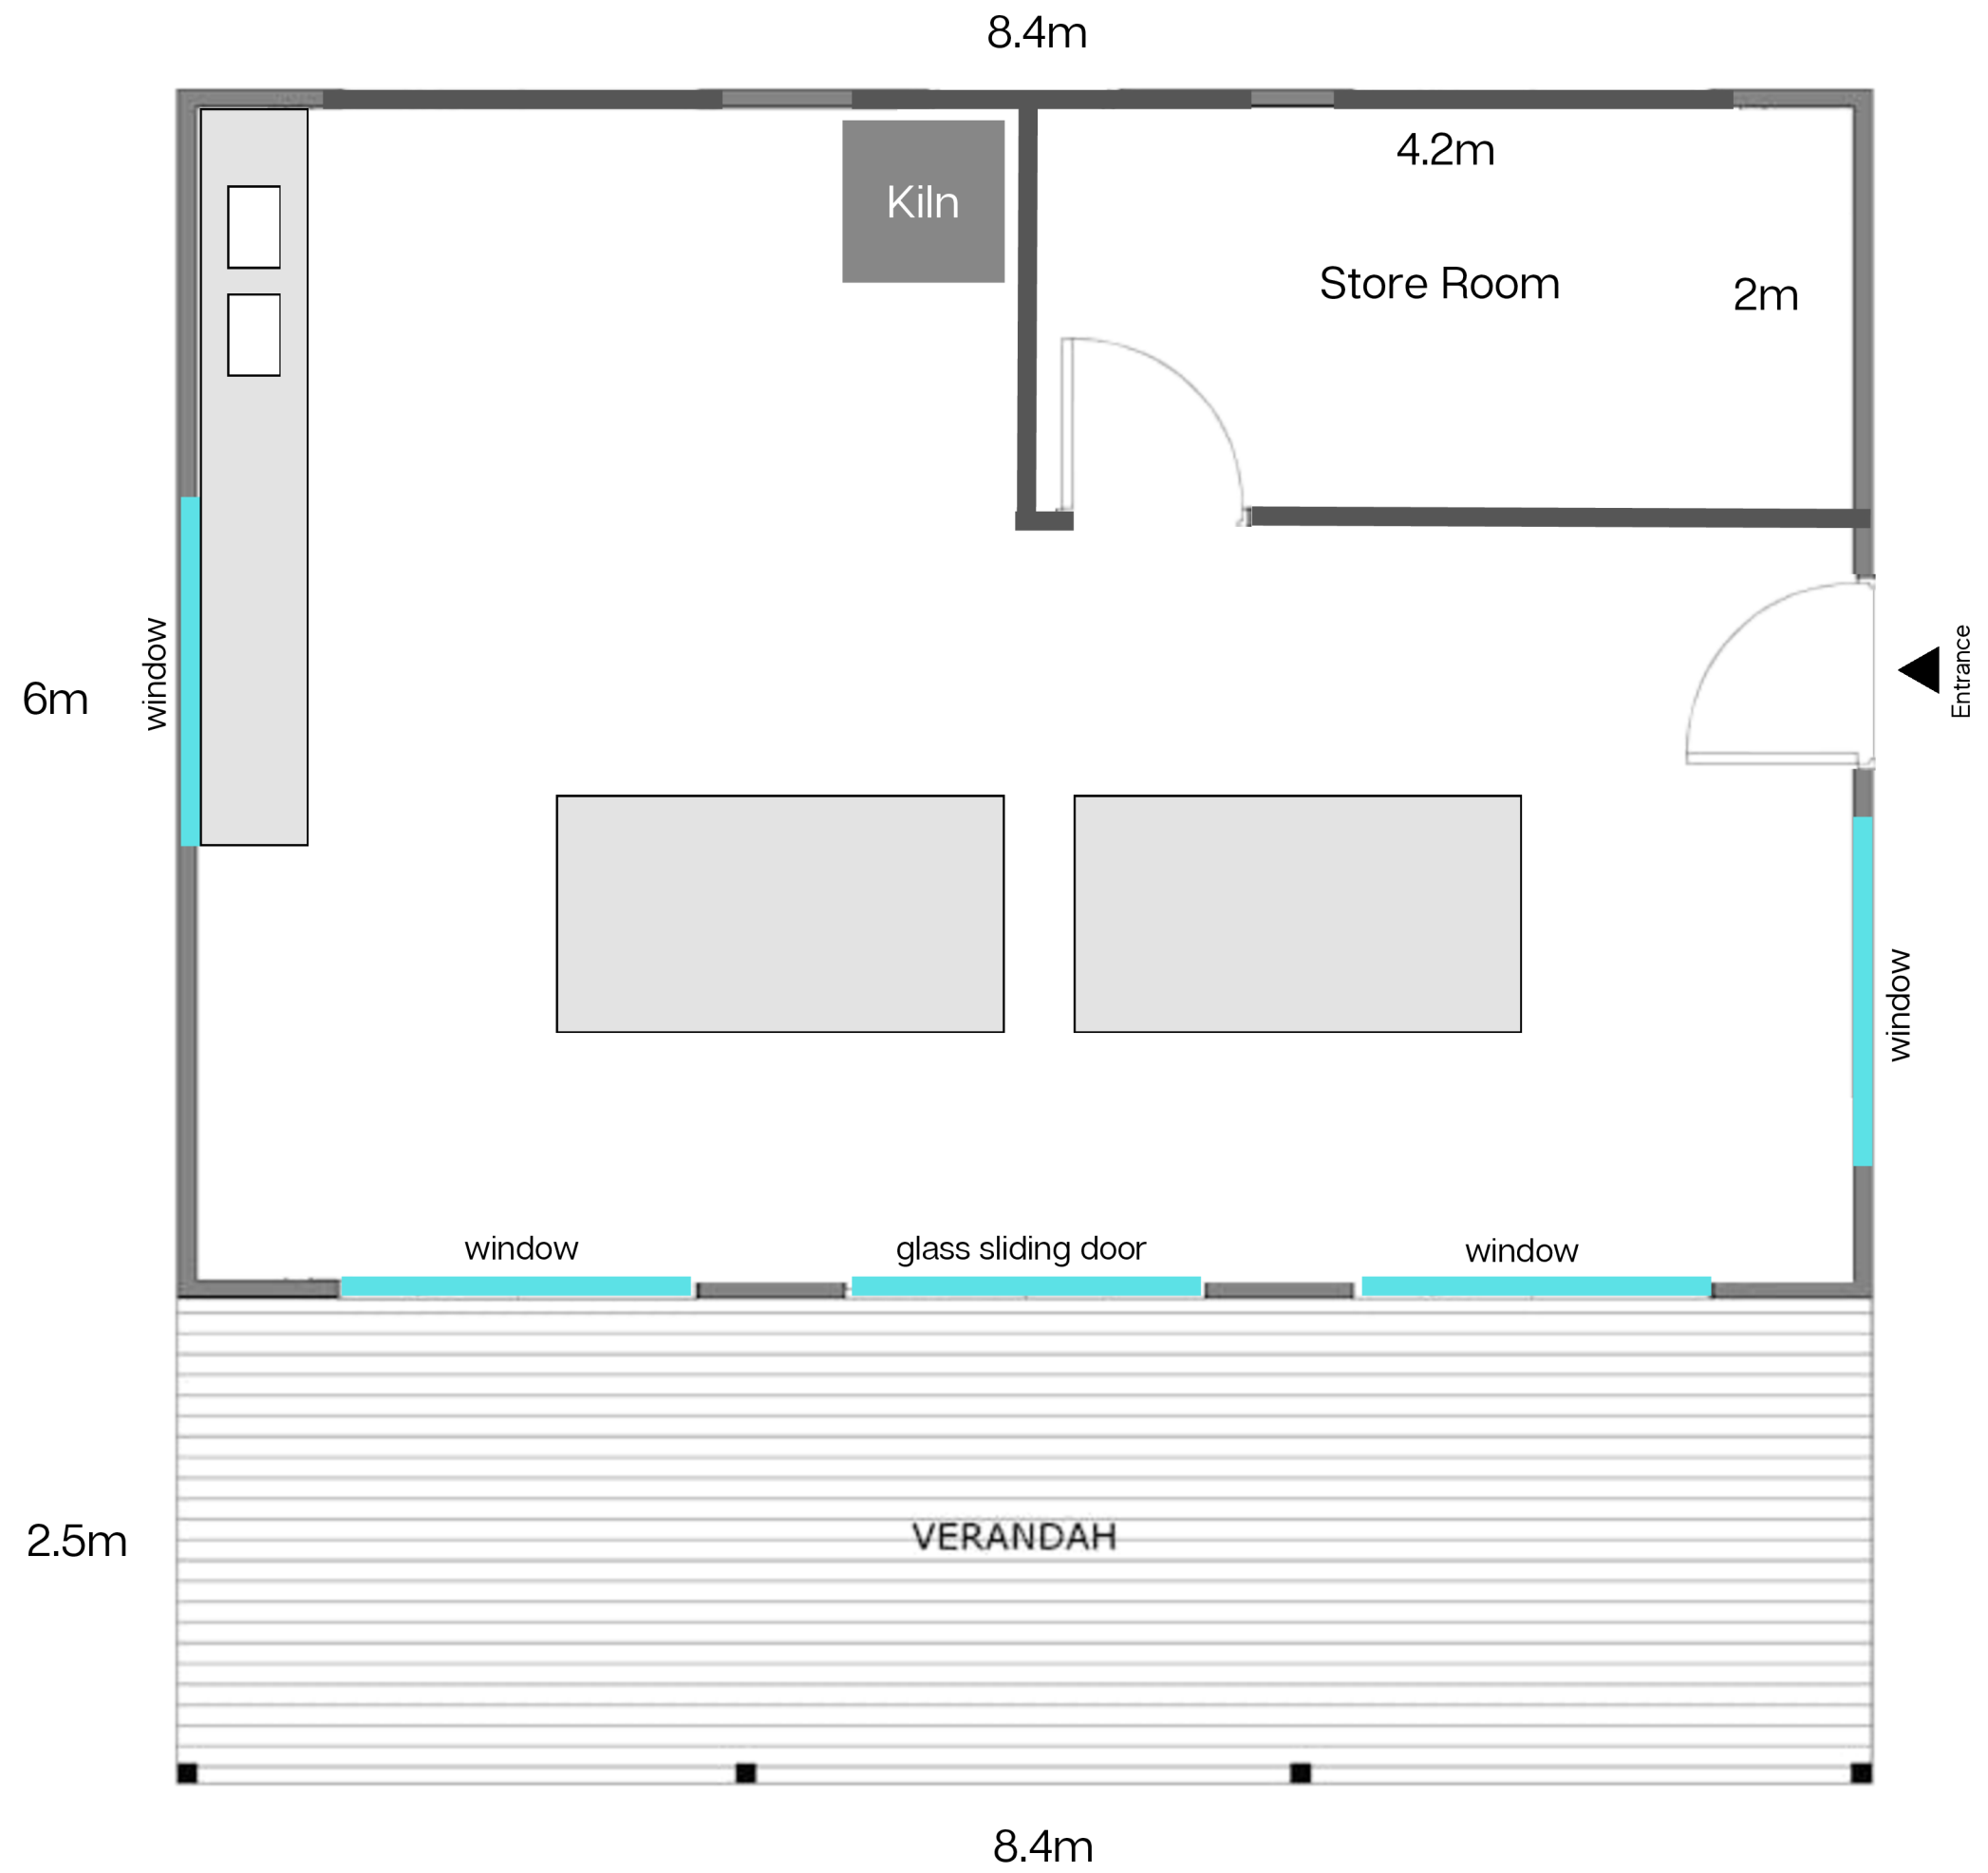 8.4m
4.2m
Kiln
Store Room
2m
window
6m
Entrance
window
window
glass sliding door
window
VERANDAH
2.5m
8.4m